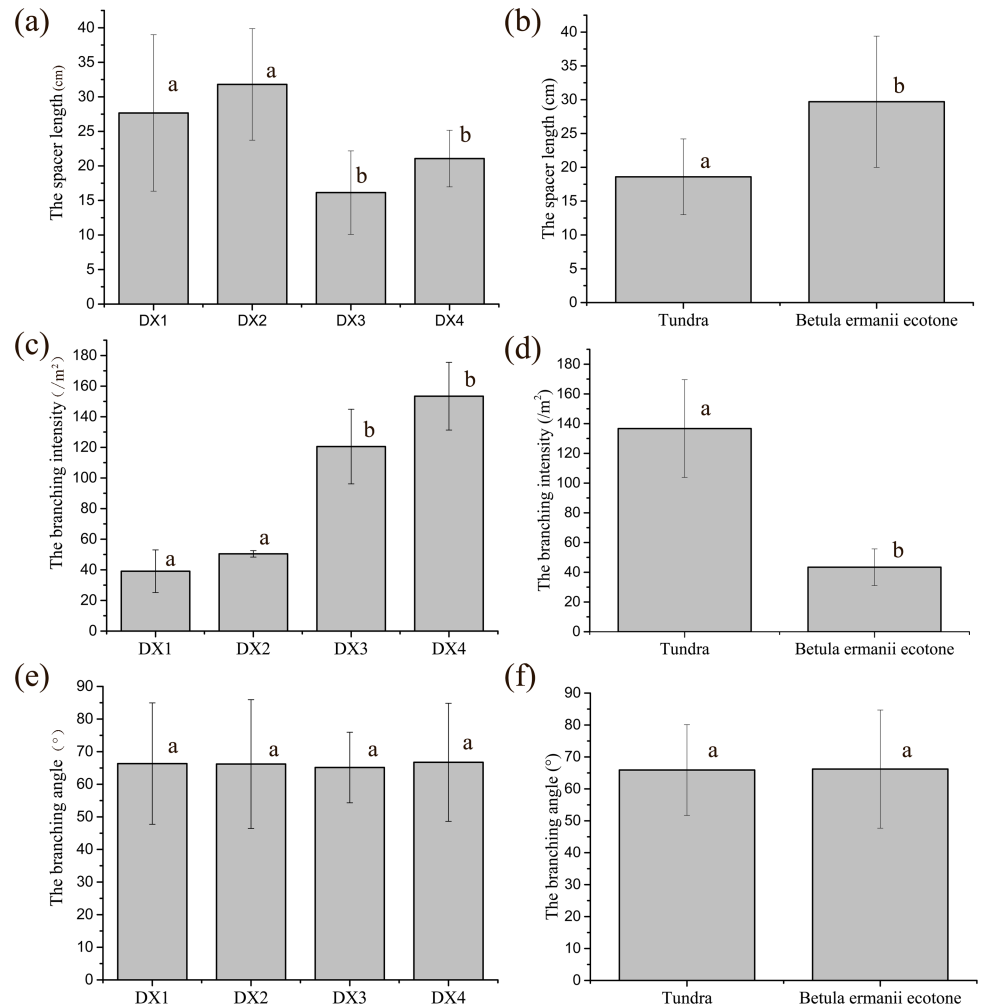 (a)
The spacer length (cm)
40
35
30
25
20
15
10
5
0
a
a
b
b
DX1
DX2
DX3
DX4
(b)
The spacer length (cm)
40
35
30
25
20
15
10
5
0
a
b
Tundra
Betula ermanii ecotone
(c)
The branching intensity (/m²)
180
160
140
120
100
80
60
40
20
0
a
a
b
b
DX1
DX2
DX3
DX4
(d)
The branching intensity (/m²)
180
160
140
120
100
80
60
40
20
0
a
b
Tundra
Betula ermanii ecotone
(e)
The branching angle (°)
90
80
70
60
50
40
30
20
10
0
a
a
a
a
DX1
DX2
DX3
DX4
(f)
The branching angle (°)
90
80
70
60
50
40
30
20
10
0
a
a
Tundra
Betula ermanii ecotone